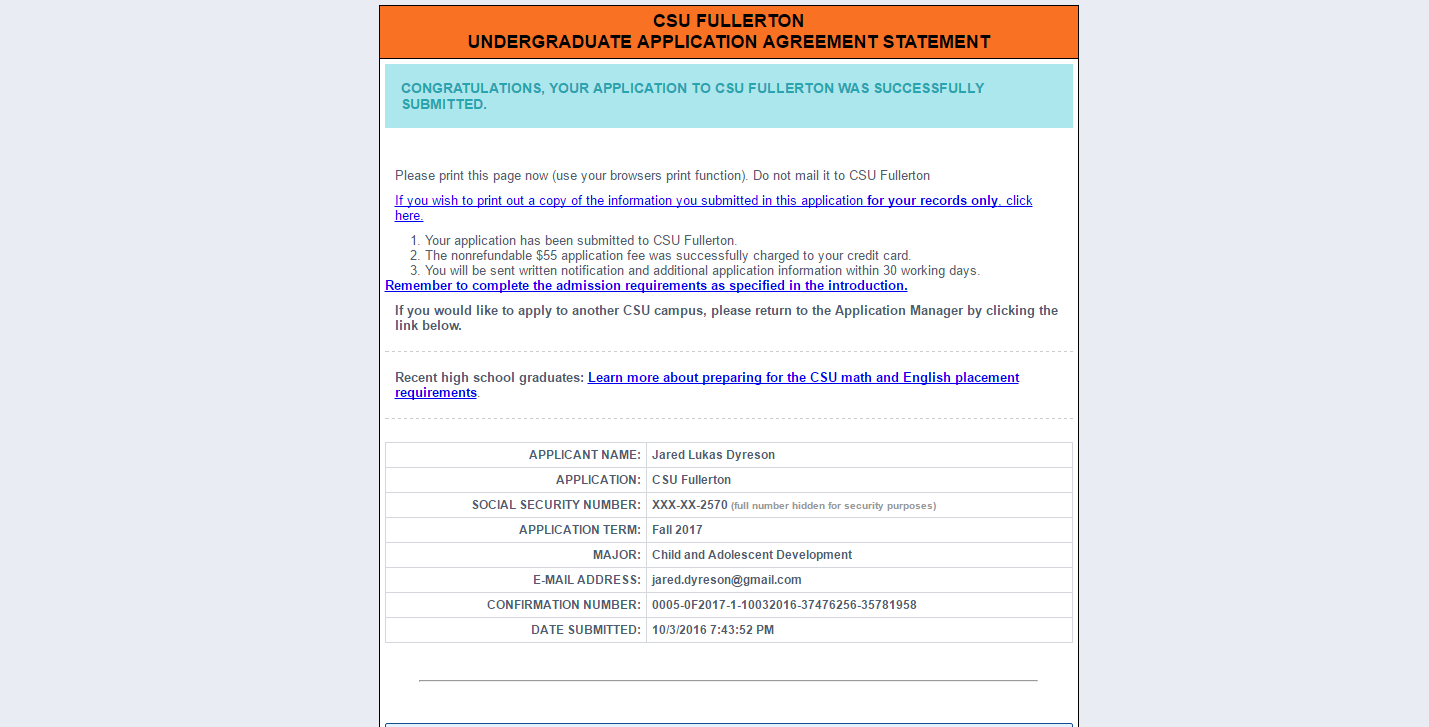 CSU FULLERTON
UNDERGRADUATE APPLICATION AGREEMENT STATEMENT
CONGRATULATIONS, YOUR APPLICATION TO CSU FULLERTON WAS SUCCESSFULLY
SUBMITTED.
Please print this page now (use your browsers print function). Do not mail it to CSU Fullerton
If you wish to print out a copy of the information you submitted in this application for your records only, click
here.
1. Your application has been submitted to CSU Fullerton.
2. The nonrefundable $55 application fee was successfully charged to your credit card.
3. You will be sent written notification and additional application information within 30 working days.
Remember to complete the admission requirements as specified in the introduction.
If you would like to apply to another CSU campus, please return to the Application Manager by clicking the
link below.
Recent high school graduates: Learn more about preparing for the CSU math and English placement
requirements.
APPLICANT NAME: Jared Lukas Dyreson
APPLICATION: CSU Fullerton
SOCIAL SECURITY NUMBER: XXX-XX-2570 (full number hidden for security purposes)
APPLICATION TERM: Fall 2017
MAJOR: Child and Adolescent Development
E-MAIL ADDRESS: jared.dyreson@gmail.com
CONFIRMATION NUMBER: 0005-0F2017-1-10032016-37476256-35781958
DATE SUBMITTED: 10/3/2016 7:43:52 PM